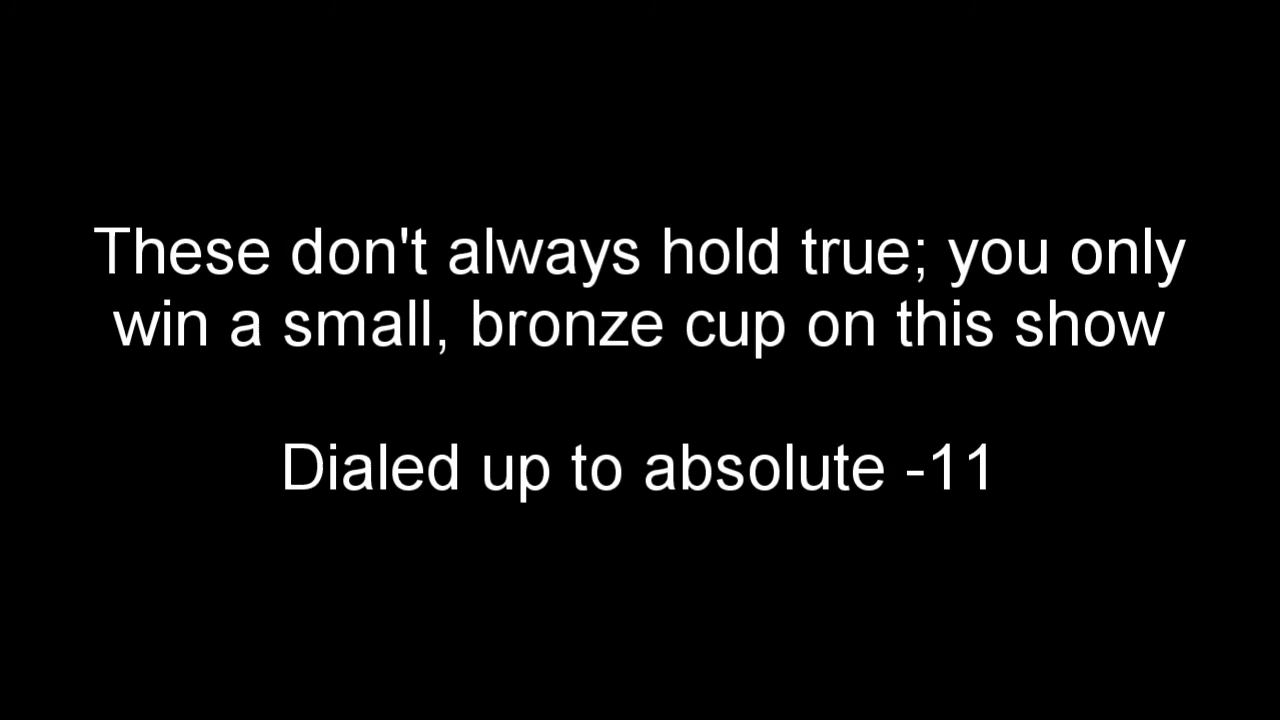 These don't always hold true; you only
win a small, bronze cup on this show
Dialed up to absolute -11